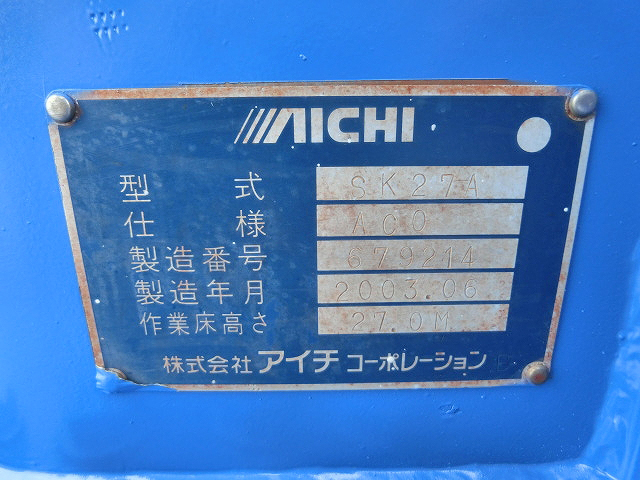 AICHI
型式 SK27A
仕様 AC0
製造番号 679214
製造年月 2003.06
作業床高さ 27.0M
株式会社 アイチ コーポレーション